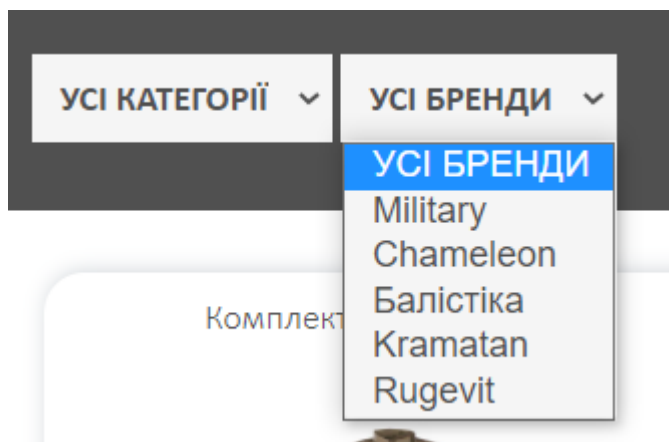 УСІ КАТЕГОРІЇ УСІ БРЕНДИ
УСІ БРЕНДИ
Military
Chameleon
Балістіка
Kramatan
Rugevit
Комплект